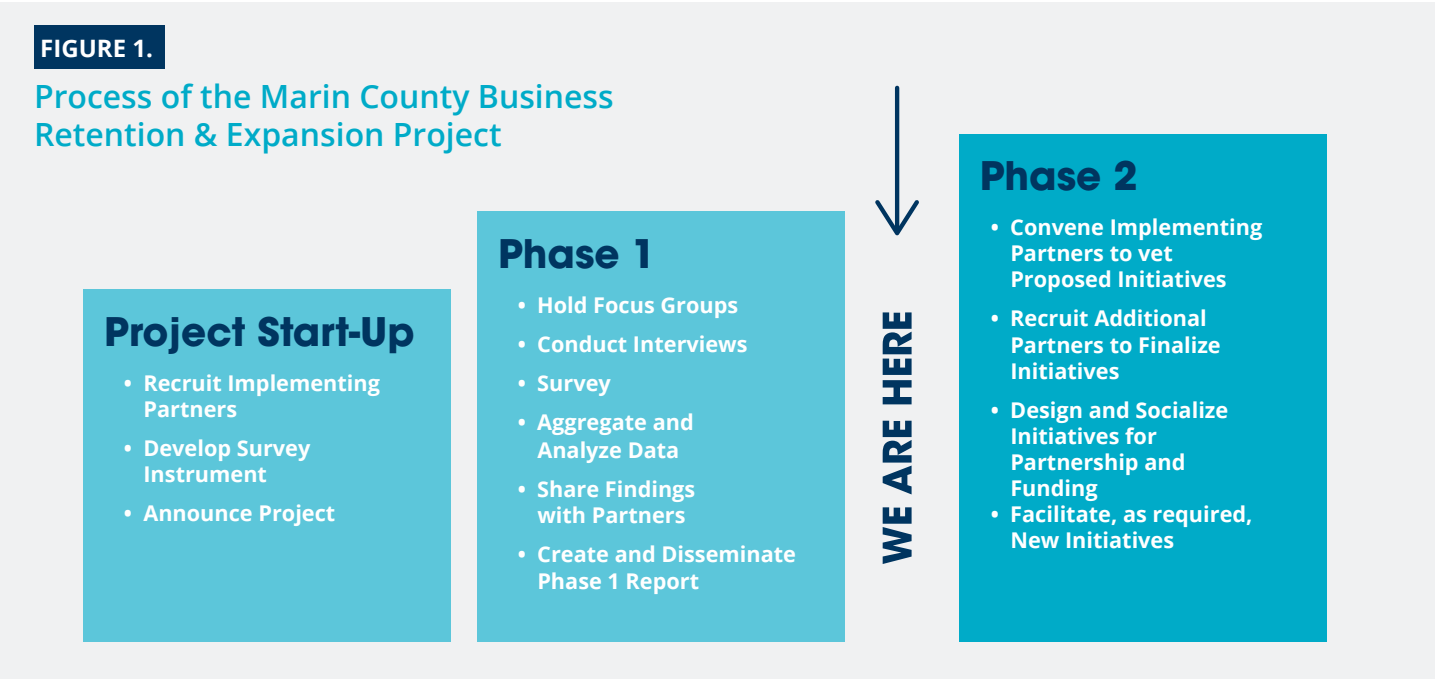 FIGURE 1.
Process of the Marin County Business
Retention & Expansion Project
Project Start-Up
• Recruit Implementing
Partners
• Develop Survey
Instrument
• Announce Project
Phase 1
• Hold Focus Groups
• Conduct Interviews
• Survey
• Aggregate and
Analyze Data
• Share Findings
with Partners
• Create and Disseminate
Phase 1 Report
WE ARE HERE
Phase 2
• Convene Implementing
Partners to vet
Proposed Initiatives
• Recruit Additional
Partners to Finalize
Initiatives
• Design and Socialize
Initiatives for
Partnership and
Funding
• Facilitate, as required,
New Initiatives